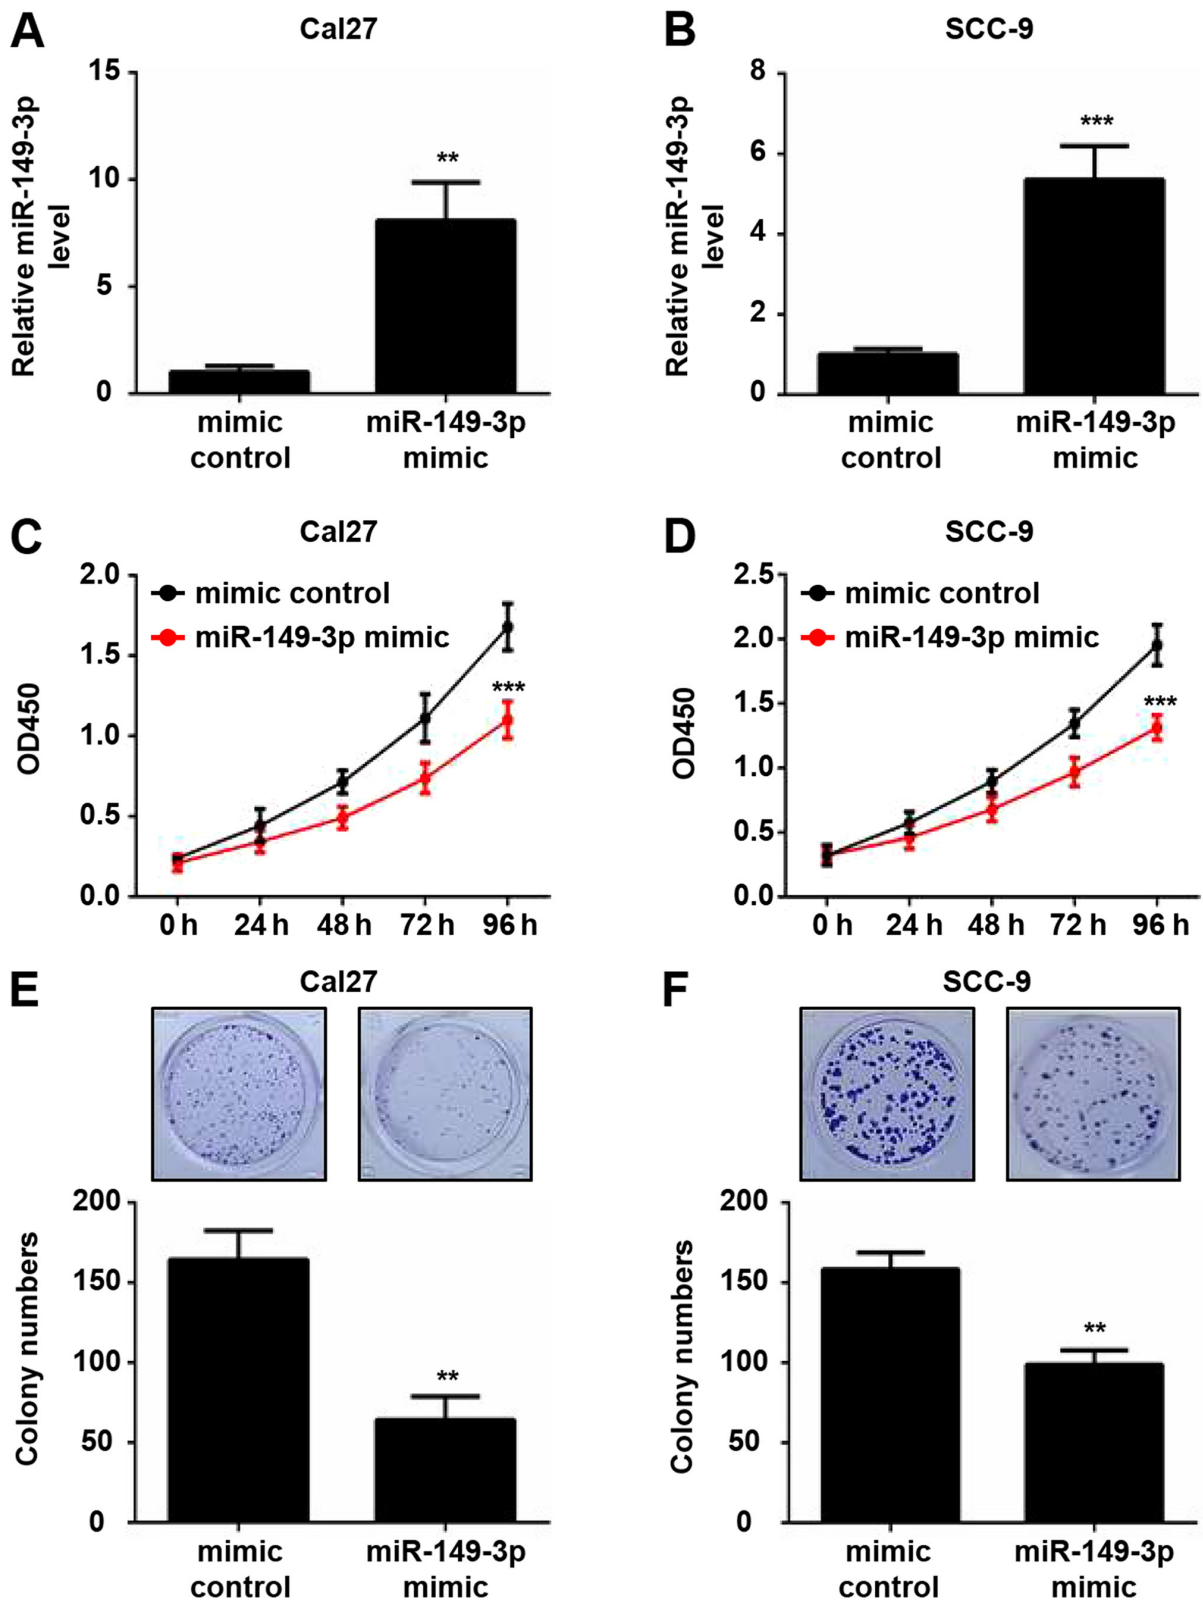 A
Cal27
Relative miR-149-3p
level
15
10
5
0
**
mimic
control
miR-149-3p
mimic
B
SCC-9
Relative miR-149-3p
level
8
6
4
2
0
***
mimic
control
miR-149-3p
mimic
C
Cal27
OD450
2.0
1.5
1.0
0.5
0.0
mimic control
miR-149-3p mimic
***
0 h 24 h 48 h 72 h 96 h
D
SCC-9
OD450
2.5
2.0
1.5
1.0
0.5
0.0
mimic control
miR-149-3p mimic
***
0 h 24 h 48 h 72 h 96 h
E
Cal27
Colony numbers
200
150
100
50
0
**
mimic
control
miR-149-3p
mimic
F
SCC-9
Colony numbers
200
150
100
50
0
**
mimic
control
miR-149-3p
mimic